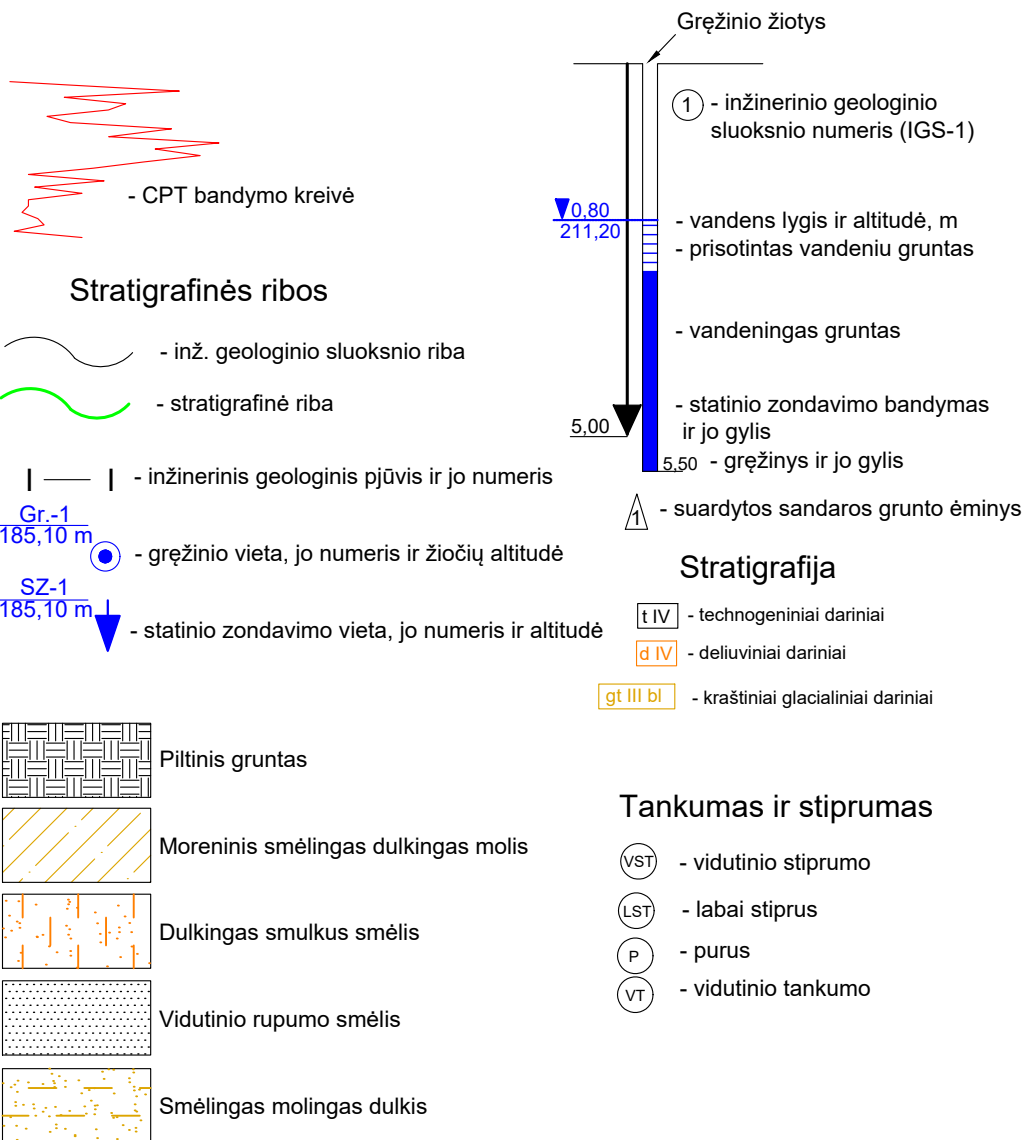 Gręžinio žiotys
1 - inžinerinio geologinio
sluoksnio numeris (IGS-1)
- CPT bandymo kreivė
0,80
211,20
- vandens lygis ir altitudė, m
- prisotintas vandeniu gruntas
- vandeningas gruntas
- statinio zondavimo bandymas
ir jo gylis
5,00
5,50 - gręžinys ir jo gylis
1 - suardytos sandaros grunto ėminys
Stratigrafinės ribos
- inž. geologinio sluoksnio riba
- stratigrafinė riba
- inžinerinis geologinis pjūvis ir jo numeris
Gr.-1
185,10 m
- gręžinio vieta, jo numeris ir žiočių altitudė
SZ-1
185,10 m
- statinio zondavimo vieta, jo numeris ir altitudė
Stratigrafija
t IV - technogeniniai dariniai
d IV - deliuviniai dariniai
gt III bl - kraštiniai glacialiniai dariniai
Piltinis gruntas
Moreninis smėlingas dulkingas molis
Dulkingas smulkus smėlis
Vidutinio rupumo smėlis
Smėlingas molingas dulkis
Tankumas ir stiprumas
VST - vidutinio stiprumo
LST - labai stiprus
P - purus
VT - vidutinio tankumo